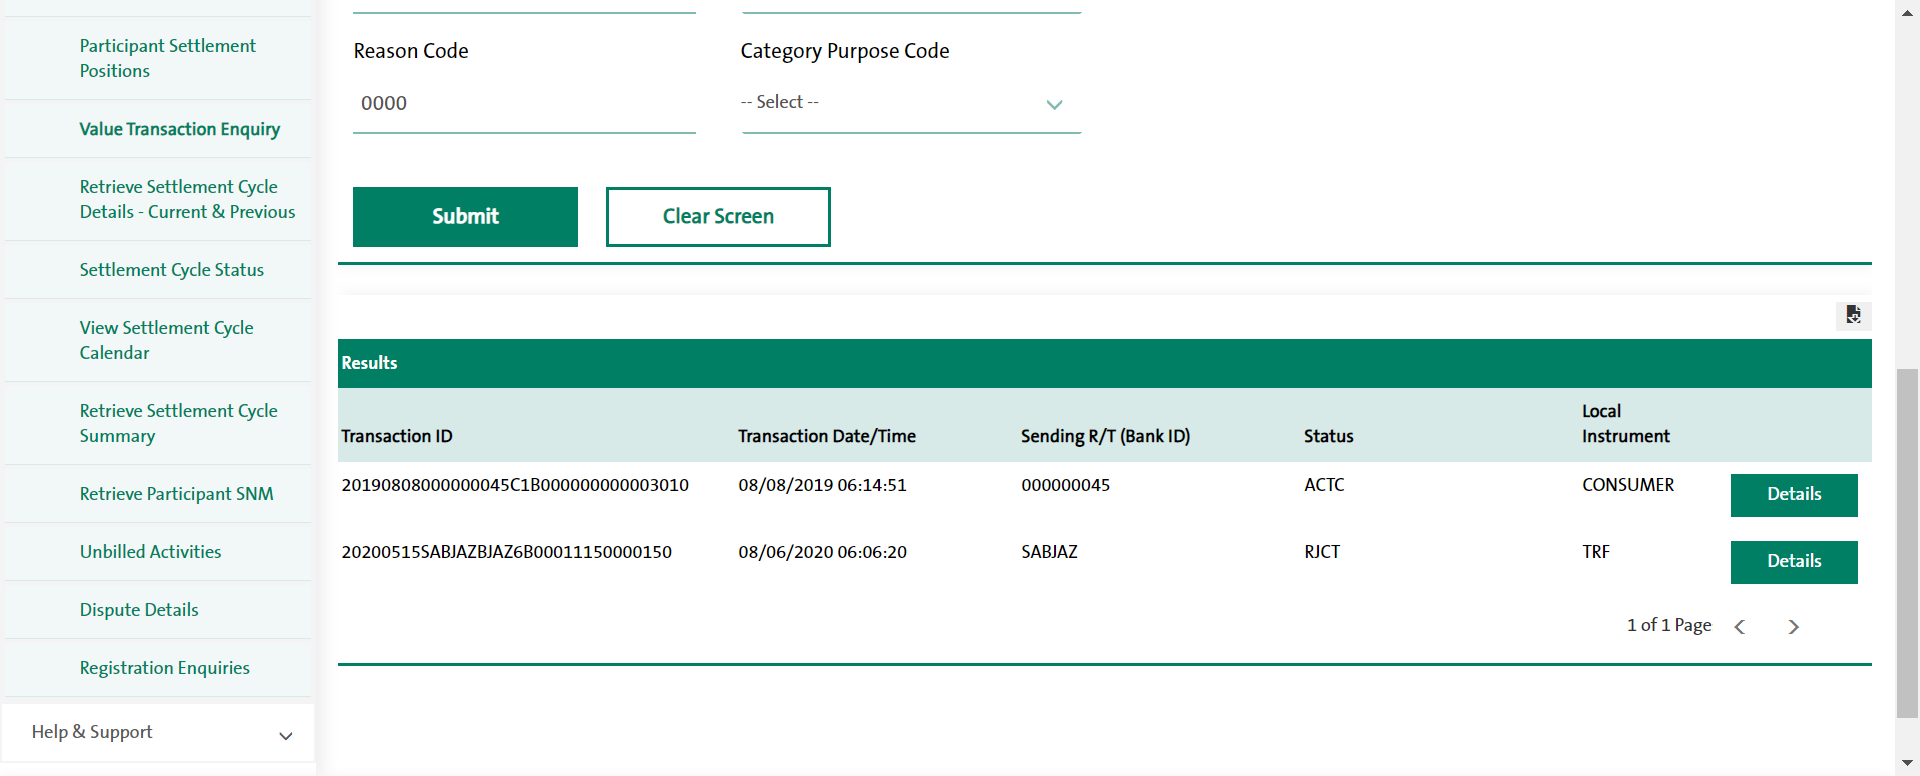 Participant Settlement
Positions
Value Transaction Enquiry
Retrieve Settlement Cycle
Details - Current & Previous
Settlement Cycle Status
View Settlement Cycle
Calendar
Retrieve Settlement Cycle
Summary
Retrieve Participant SNM
Unbilled Activities
Dispute Details
Registration Enquiries
Help & Support
Reason Code
Category Purpose Code
0000
-- Select --
Submit
Clear Screen
Results
Transaction ID
Transaction Date/Time
Sending R/T (Bank ID)
Status
Local
Instrument
20190808000000045C1B000000000003010
08/08/2019 06:14:51
000000045
ACTC
CONSUMER
Details
20200515SABJAZBJAZ6B00011150000150
08/06/2020 06:06:20
SABJAZ
RJCT
TRF
Details
1 of 1 Page